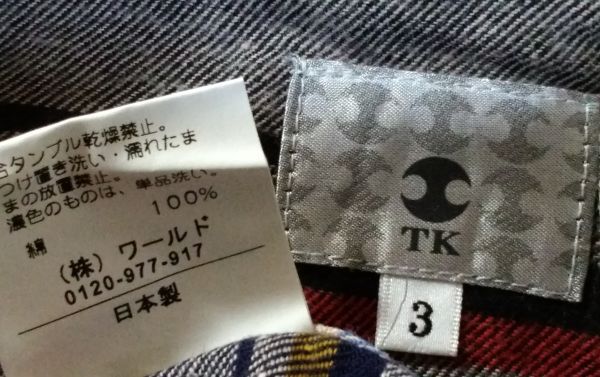 タンブル乾燥禁止。
つけ置き洗い・濡れたま
まの放置禁止。
濃色のものは、単品洗い。
綿 100%
(株) ワールド
0120-977-917
日本製
TK
3